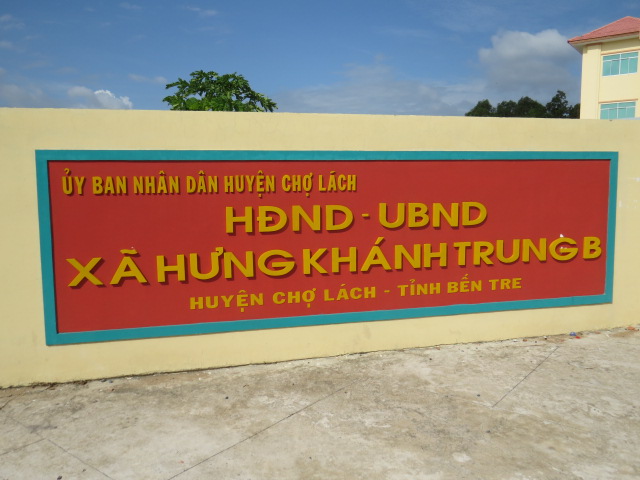 ỦY BAN NHÂN DÂN HUYỆN CHỢ LÁCH
HĐND - UBND
XÃ HƯNG KHÁNH TRUNG B
HUYỆN CHỢ LÁCH - TỈNH BẾN TRE